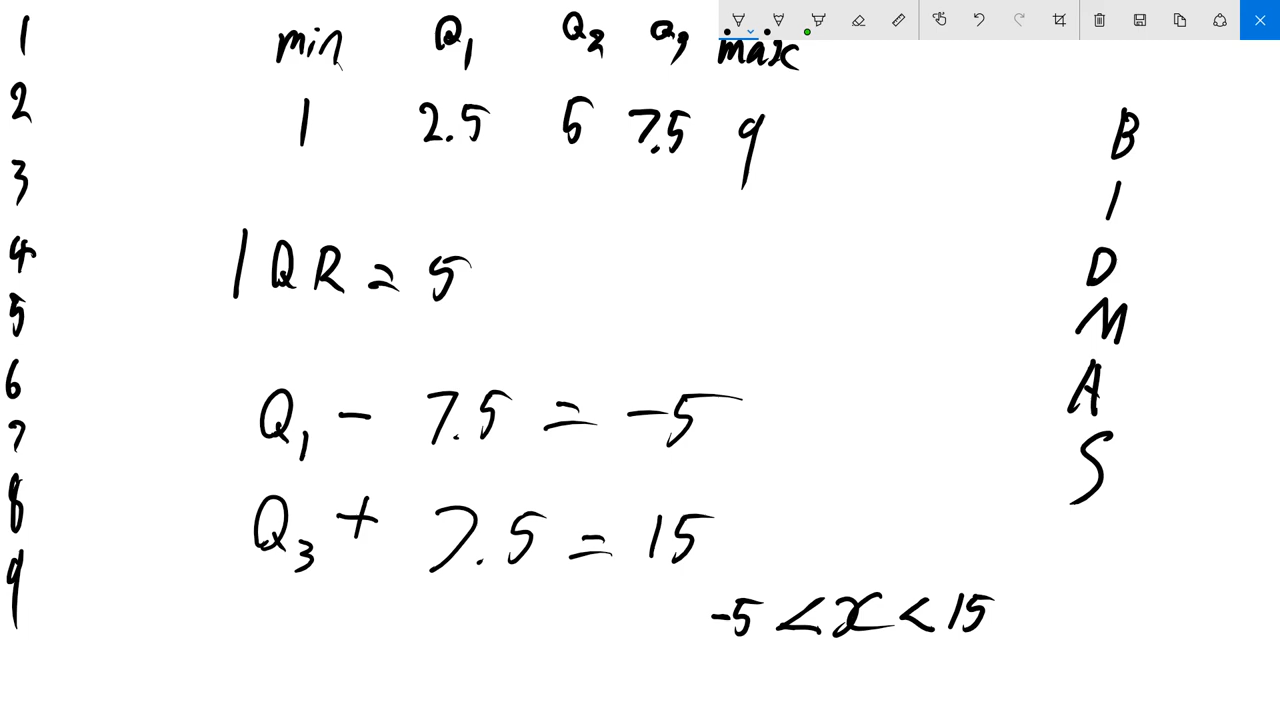 1
2
3
4
5
6
7
8
9
min Q₁ Q₂ Q₃ max
1 2.5 5 7.5 9
IQR = 5
Q₁ - 7.5 = -5
Q₃ + 7.5 = 15
-5 < x < 15
B
I
D
M
A
S